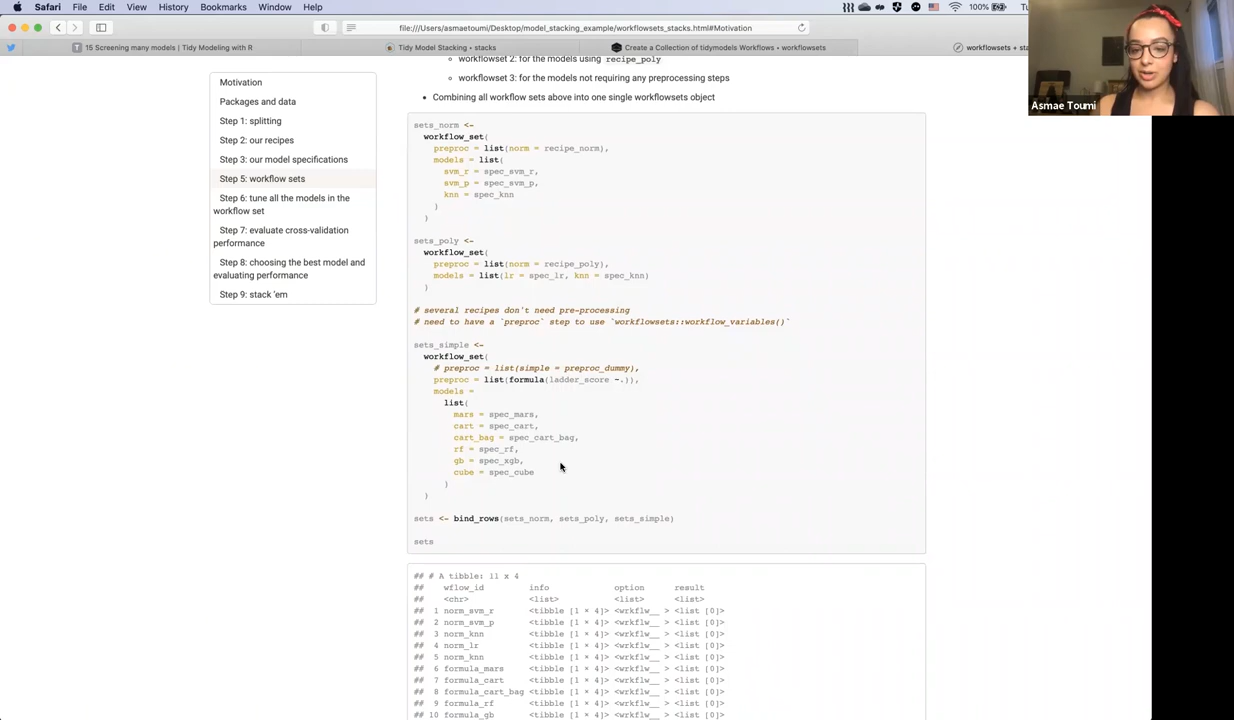 Safari File Edit View History Bookmarks Window Help 100% Tu
file:///Users/asmaetoumi/Desktop/model_stacking_example/workflowsets_stacks.html#Motivation
15 Screening many models | Tidy Modeling with R
Tidy Model Stacking • stacks
Create a Collection of tidymodels Workflows • workflowsets
workflowsets + sta
Asmae Toumi
Motivation
Packages and data
Step 1: splitting
Step 2: our recipes
Step 3: our model specifications
Step 5: workflow sets
Step 6: tune all the models in the
workflow set
Step 7: evaluate cross-validation
performance
Step 8: choosing the best model and
evaluating performance
Step 9: stack 'em
workflowset 2: for the models using recipe_poly
workflowset 3: for the models not requiring any preprocessing steps
• Combining all workflow sets above into one single workflowsets object
sets_norm <-
workflow_set(
preproc = list(norm = recipe_norm),
models = list(
svm_r = spec_svm_r,
svm_p = spec_svm_p,
knn = spec_knn
)
)
sets_poly <-
workflow_set(
preproc = list(norm = recipe_poly),
models = list(lr = spec_lr, knn = spec_knn)
)
# several recipes don't need pre-processing
# need to have a `preproc` step to use `workflowsets::workflow_variables()`
sets_simple <-
workflow_set(
# preproc = list(simple = preproc_dummy),
preproc = list(formula(ladder_score ~.)),
models =
list(
mars = spec_mars,
cart = spec_cart,
cart_bag = spec_cart_bag,
rf = spec_rf,
gb = spec_xgb,
cube = spec_cube
)
)
sets <- bind_rows(sets_norm, sets_poly, sets_simple)
sets
## # A tibble: 11 x 4
## wflow_id info option result
## <chr> <list> <list> <list>
## 1 norm_svm_r <tibble [1 × 4]> <wrkflw__ > <list [0]>
## 2 norm_svm_p <tibble [1 × 4]> <wrkflw__ > <list [0]>
## 3 norm_knn <tibble [1 × 4]> <wrkflw__ > <list [0]>
## 4 norm_lr <tibble [1 × 4]> <wrkflw__ > <list [0]>
## 5 norm_knn <tibble [1 × 4]> <wrkflw__ > <list [0]>
## 6 formula_mars <tibble [1 × 4]> <wrkflw__ > <list [0]>
## 7 formula_cart <tibble [1 × 4]> <wrkflw__ > <list [0]>
## 8 formula_cart_bag <tibble [1 × 4]> <wrkflw__ > <list [0]>
## 9 formula_rf <tibble [1 × 4]> <wrkflw__ > <list [0]>
## 10 formula_gb <tibble [1 × 4]> <wrkflw__ > <list [0]>